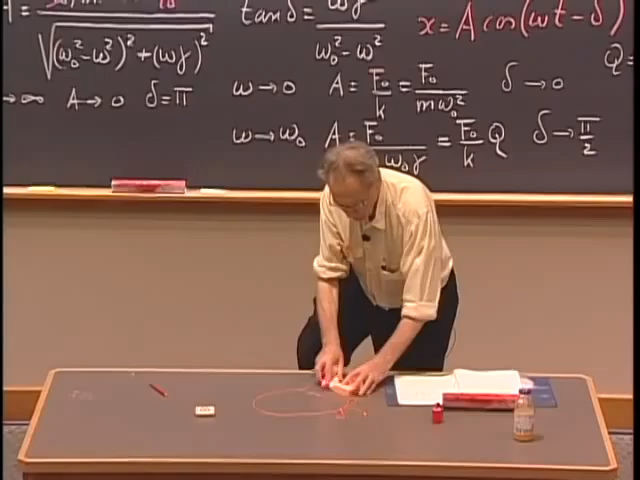 tan δ = ωγ / ω₀² − ω²
x = A cos(ωt − δ)
√(ω₀² − ω²)² + (ωγ)²
Q =
→ ∞ A → 0 δ = π
ω → 0 A = F₀/k = F₀/mω₀² δ → 0
ω → ω₀ A = F₀/ω₀γ = F₀/k Q δ → π/2